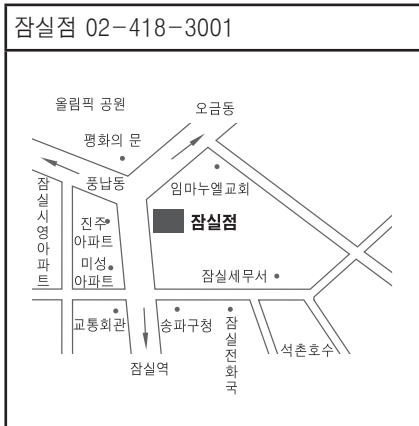 잠실점 02-418-3001
올림픽 공원
오금동
평화의 문
풍납동
임마누엘교회
잠실시영아파트
진주
아파트
잠실점
미성
아파트
잠실세무서
교통회관
송파구청
잠실전화국
석촌호수
잠실역